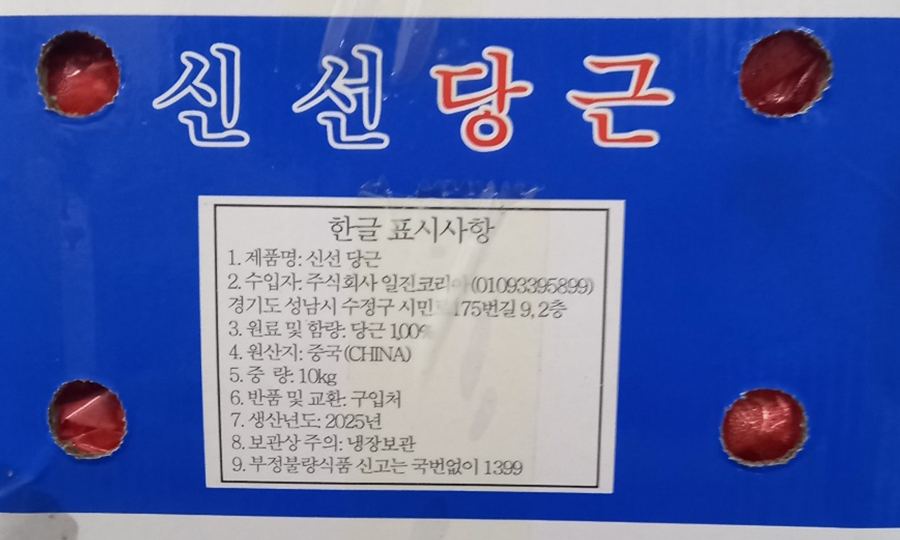 신선당근
한글 표시사항
1. 제품명: 신선 당근
2. 수입자: 주식회사 일진코리아(01093395899)
경기도 성남시 수정구 시민로175번길 9, 2층
3. 원료 및 함량: 당근 100%
4. 원산지: 중국(CHINA)
5. 중 량: 10kg
6. 반품 및 교환: 구입처
7. 생산년도: 2025년
8. 보관상 주의: 냉장보관
9. 부정불량식품 신고는 국번없이 1399